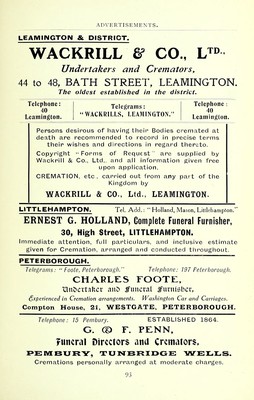 ADVERTISEMENTS.
LEAMINGTON & DISTRICT.
WACKRILL & CO., LTD.,
Undertakers and Cremators,
44 to 48, BATH STREET, LEAMINGTON.
The oldest established in the district.
Telephone: 40 Leamington.
Telegrams: "WACKRILLS, LEAMINGTON."
Telephone: 40 Leamington.
Persons desirous of having their Bodies cremated at
death are recommended to record in precise terms
their wishes and directions in regard thereto.
Copyright "Forms of Request" are supplied by
Wackrill & Co., Ltd., and all information given free
upon application.
CREMATION, etc., carried out from any part of the
Kingdom by
WACKRILL & CO., Ltd., LEAMINGTON.
LITTLEHAMPTON. Tel. Add.: "Holland, Mason, Littlehampton."
ERNEST G. HOLLAND, Complete Funeral Furnisher,
30, High Street, LITTLEHAMPTON.
Immediate attention, full particulars, and inclusive estimate
given for Cremation, arranged and conducted throughout.
PETERBOROUGH.
Telegrams: "Foote, Peterborough." Telephone: 197 Peterborough.
CHARLES FOOTE,
Undertaker and Funeral Furnisher,
Experienced in Cremation arrangements. Washington Car and Carriages.
Compton House, 21, WESTGATE, PETERBOROUGH.
Telephone: 15 Pembury. ESTABLISHED 1864.
G. & F. PENN,
Funeral Directors and Cremators,
PEMBURY, TUNBRIDGE WELLS.
Cremations personally arranged at moderate charges.
93